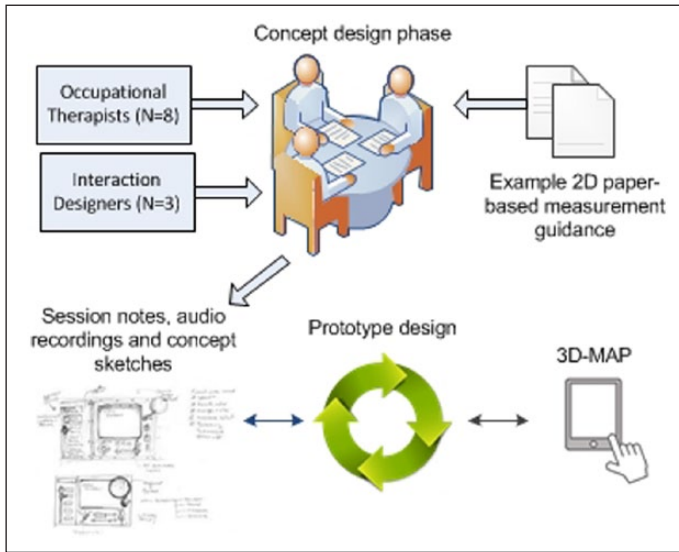 Concept design phase
Occupational
Therapists (N=8)
Interaction
Designers (N=3)
Example 2D paper-
based measurement
guidance
Session notes, audio
recordings and concept
sketches
Prototype design
3D-MAP